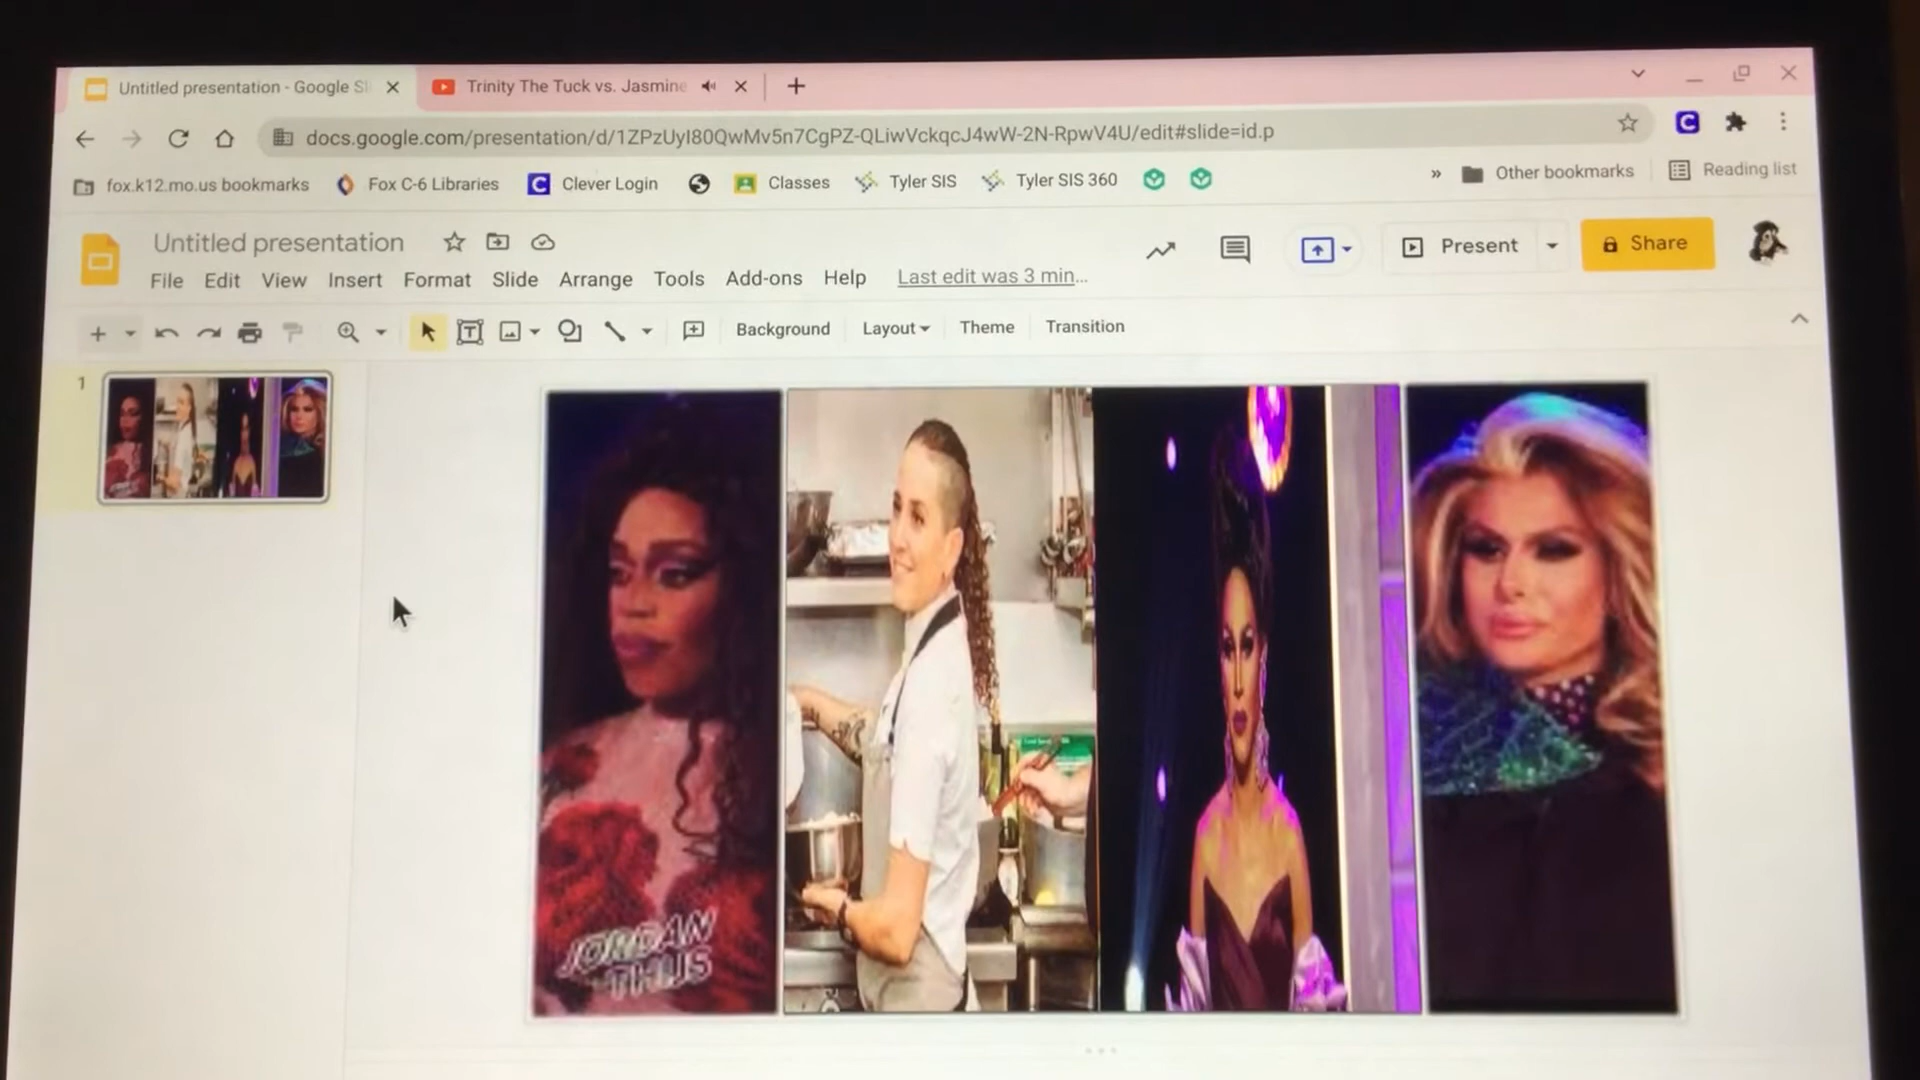 Untitled presentation - Google Sl
Trinity The Tuck vs. Jasmine
docs.google.com/presentation/d/1ZPzUyI80QwMv5n7CgPZ-QLiwVckqcJ4wW-2N-RpwV4U/edit#slide=id.p
fox.k12.mo.us bookmarks
Fox C-6 Libraries
Clever Login
Classes
Tyler SIS
Tyler SIS 360
Other bookmarks
Reading list
Untitled presentation
Present
Share
File Edit View Insert Format Slide Arrange Tools Add-ons Help Last edit was 3 min...
Background Layout Theme Transition
1
JORDAN
THUS